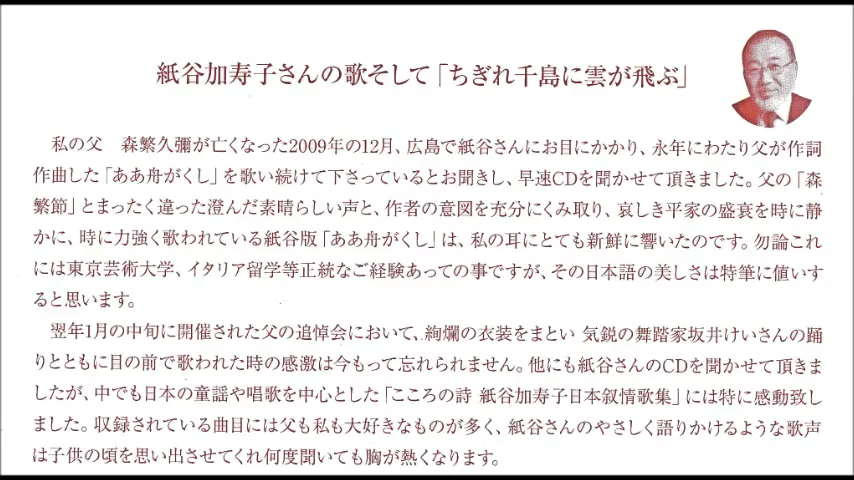 紙谷加寿子さんの歌そして「ちぎれ千島に雲が飛ぶ」
私の父　森繁久彌が亡くなった2009年の12月、広島で紙谷さんにお目にかかり、永年にわたり父が作詞
作曲した「ああ舟がくし」を歌い続けて下さっているとお聞きし、早速CDを聞かせて頂きました。父の「森
繁節」とまったく違った澄んだ素晴らしい声と、作者の意図を充分にくみ取り、哀しき平家の盛衰を時に静
かに、時に力強く歌われている紙谷版「ああ舟がくし」は、私の耳にとても新鮮に響いたのです。勿論これ
には東京芸術大学、イタリア留学等正統なご経験あっての事ですが、その日本語の美しさは特筆に値いす
ると思います。
翌年1月の中旬に開催された父の追悼会において、絢爛の衣装をまとい 気鋭の舞踏家坂井けいさんの踊
りとともに目の前で歌われた時の感激は今もって忘れられません。他にも紙谷さんのCDを聞かせて頂きま
したが、中でも日本の童謡や唱歌を中心とした「こころの詩 紙谷加寿子日本叙情歌集」には特に感動致し
ました。収録されている曲目には父も私も大好きなものが多く、紙谷さんのやさしく語りかけるような歌声
は子供の頃を思い出させてくれ何度聞いても胸が熱くなります。